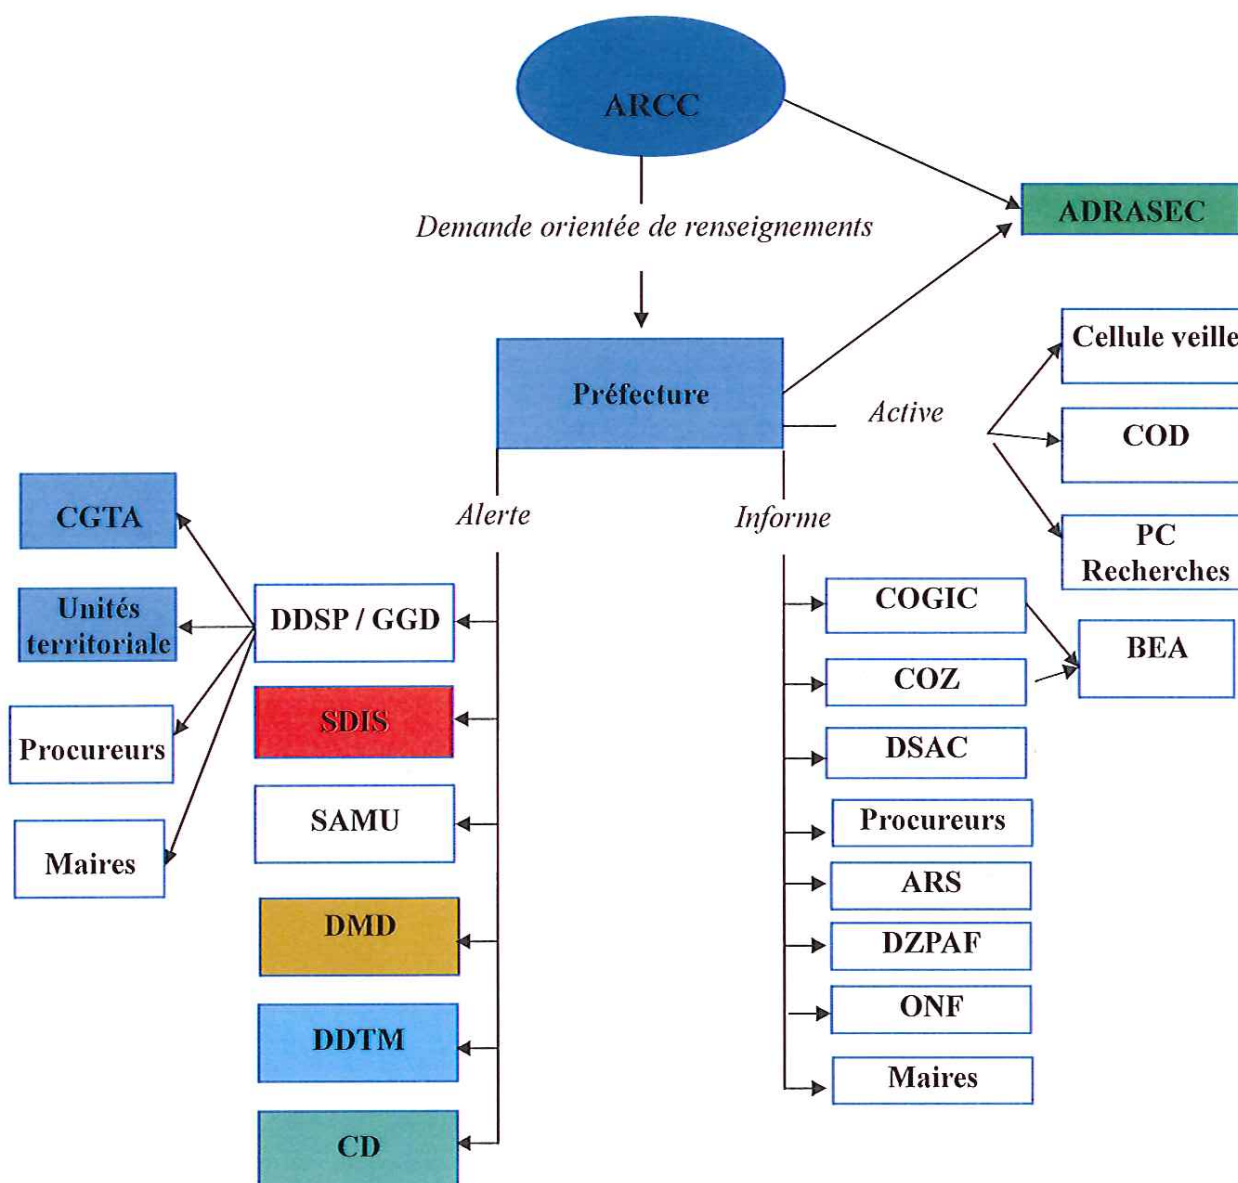 ARCC
ADRASEC
Demande orientée de renseignements
Cellule veille
Préfecture
Active
COD
CGTA
Alerte
Informe
PC
Recherches
Unités
territoriale
DDSP / GGD
COGIC
BEA
COZ
SDIS
Procureurs
DSAC
SAMU
Procureurs
Maires
ARS
DMD
DZPAF
ONF
DDTM
Maires
CD